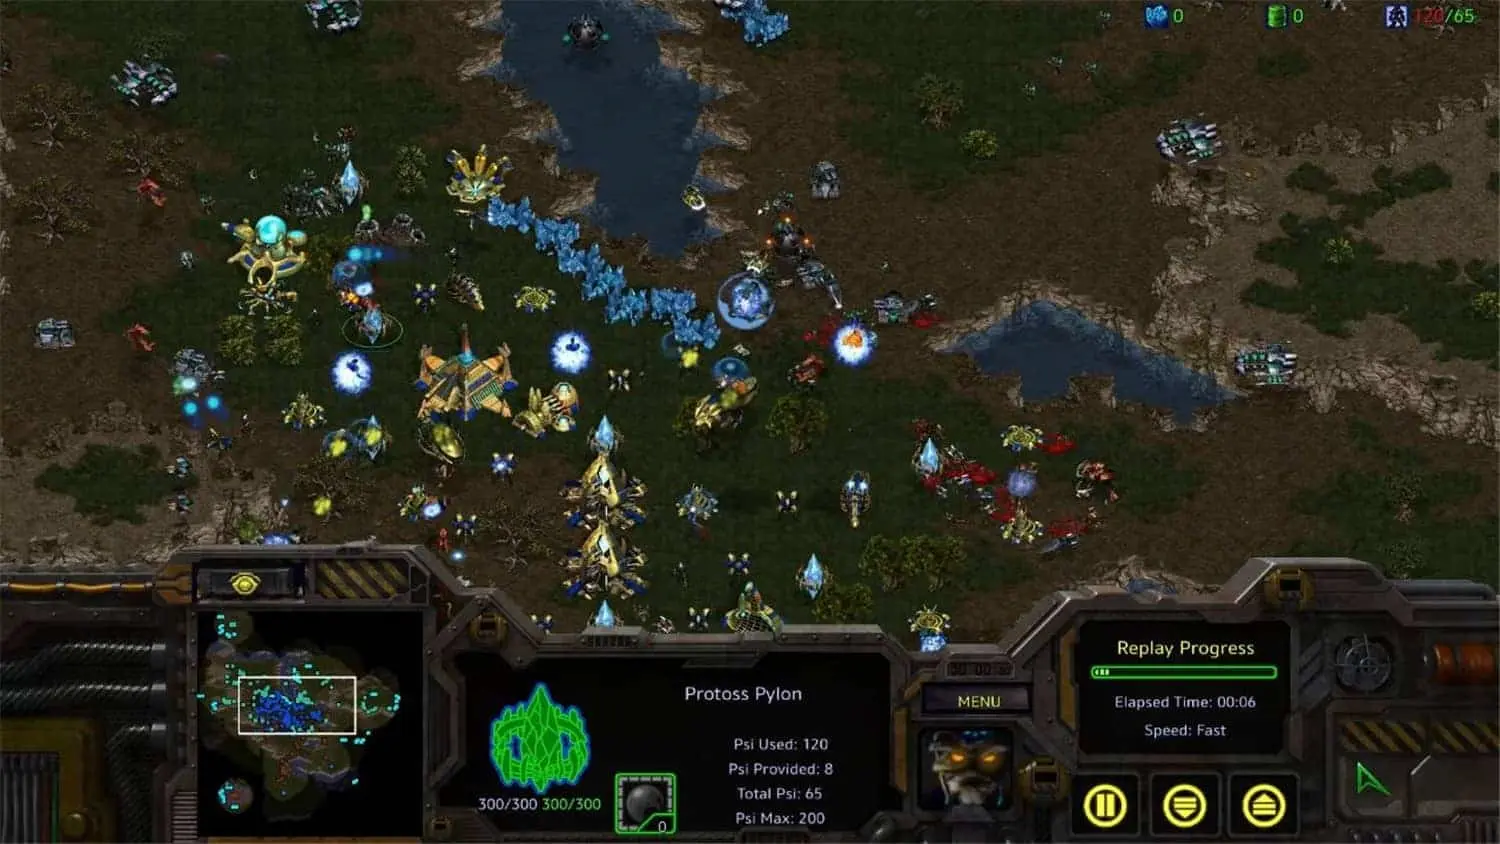 0 0 120/65
Replay Progress
Elapsed Time: 00:06
Speed: Fast
MENU
Protoss Pylon
Psi Used: 120
Psi Provided: 8
Total Psi: 65
Psi Max: 200
300/300 300/300
0